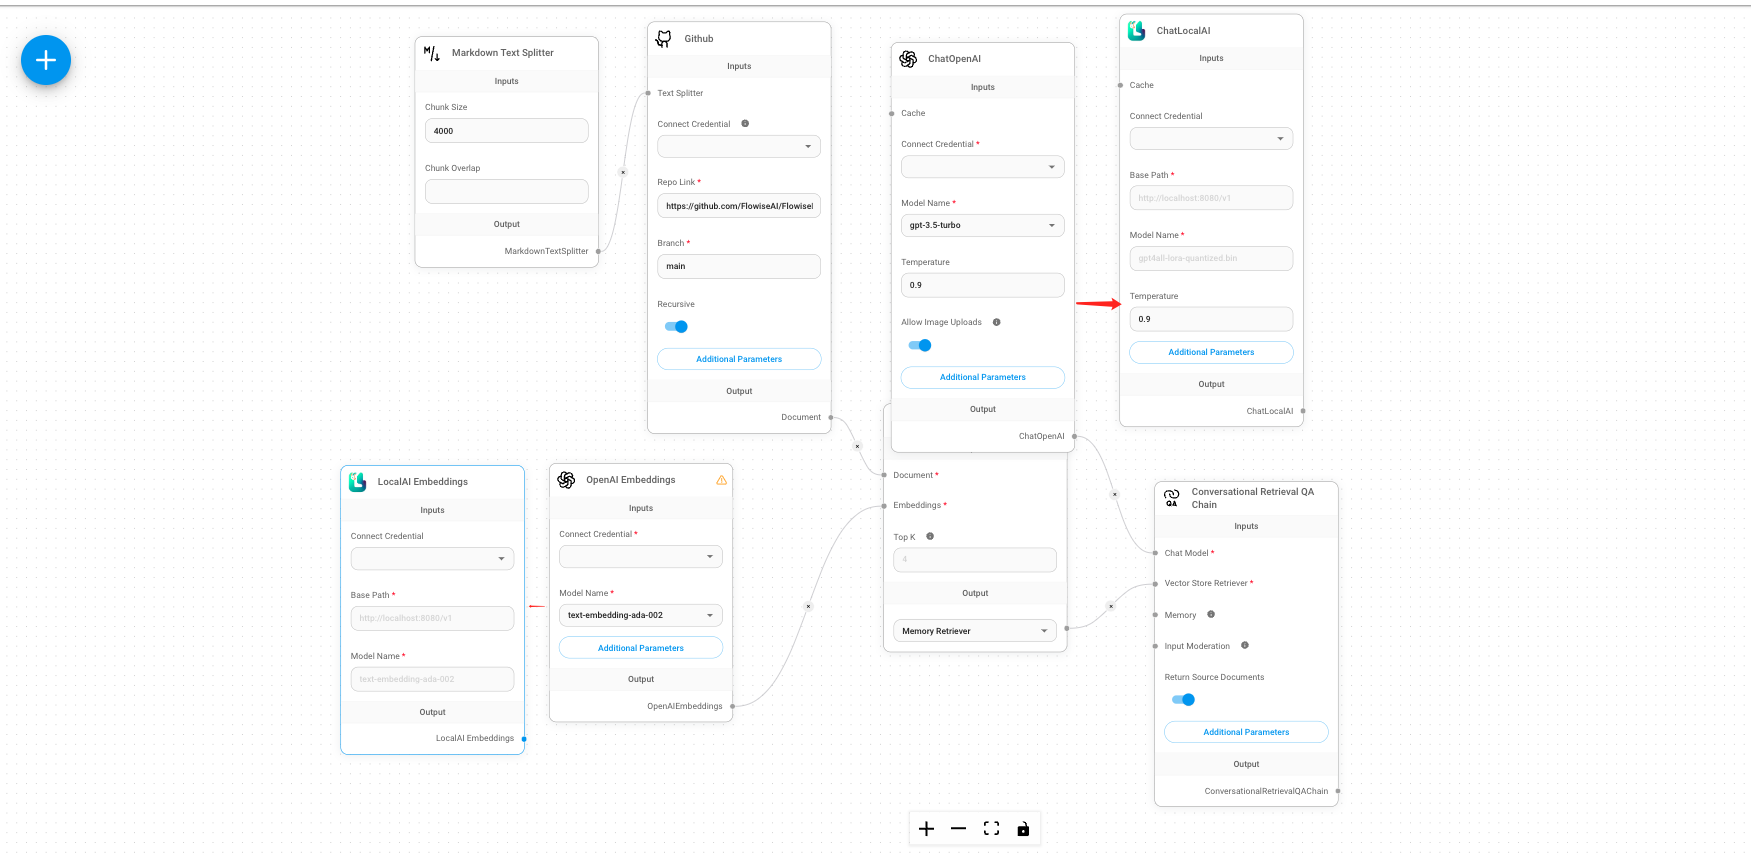 Markdown Text Splitter
Inputs
Chunk Size
4000
Chunk Overlap
Output
MarkdownTextSplitter
Github
Inputs
Text Splitter
Connect Credential
Repo Link *
https://github.com/FlowiseAI/Flowise
Branch *
main
Recursive
Additional Parameters
Output
Document
ChatOpenAI
Inputs
Cache
Connect Credential *
Model Name *
gpt-3.5-turbo
Temperature
0.9
Allow Image Uploads
Additional Parameters
Output
ChatOpenAI
ChatLocalAI
Inputs
Cache
Connect Credential
Base Path *
http://localhost:8080/v1
Model Name *
gpt4all-lora-quantized.bin
Temperature
0.9
Additional Parameters
Output
ChatLocalAI
LocalAI Embeddings
Inputs
Connect Credential
Base Path *
http://localhost:8080/v1
Model Name *
text-embedding-ada-002
Output
LocalAI Embeddings
OpenAI Embeddings
Inputs
Connect Credential *
Model Name *
text-embedding-ada-002
Additional Parameters
Output
OpenAIEmbeddings
Document *
Embeddings *
Top K
4
Output
Memory Retriever
QA
Conversational Retrieval QA
Chain
Inputs
Chat Model *
Vector Store Retriever *
Memory
Input Moderation
Return Source Documents
Additional Parameters
Output
ConversationalRetrievalQAChain